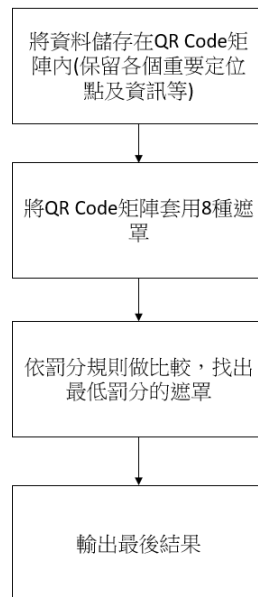 將資料儲存在QR Code矩
陣內(保留各個重要定位
點及資訊等)
將QR Code矩陣套用8種遮
罩
依罰分規則做比較，找出
最低罰分的遮罩
輸出最後結果